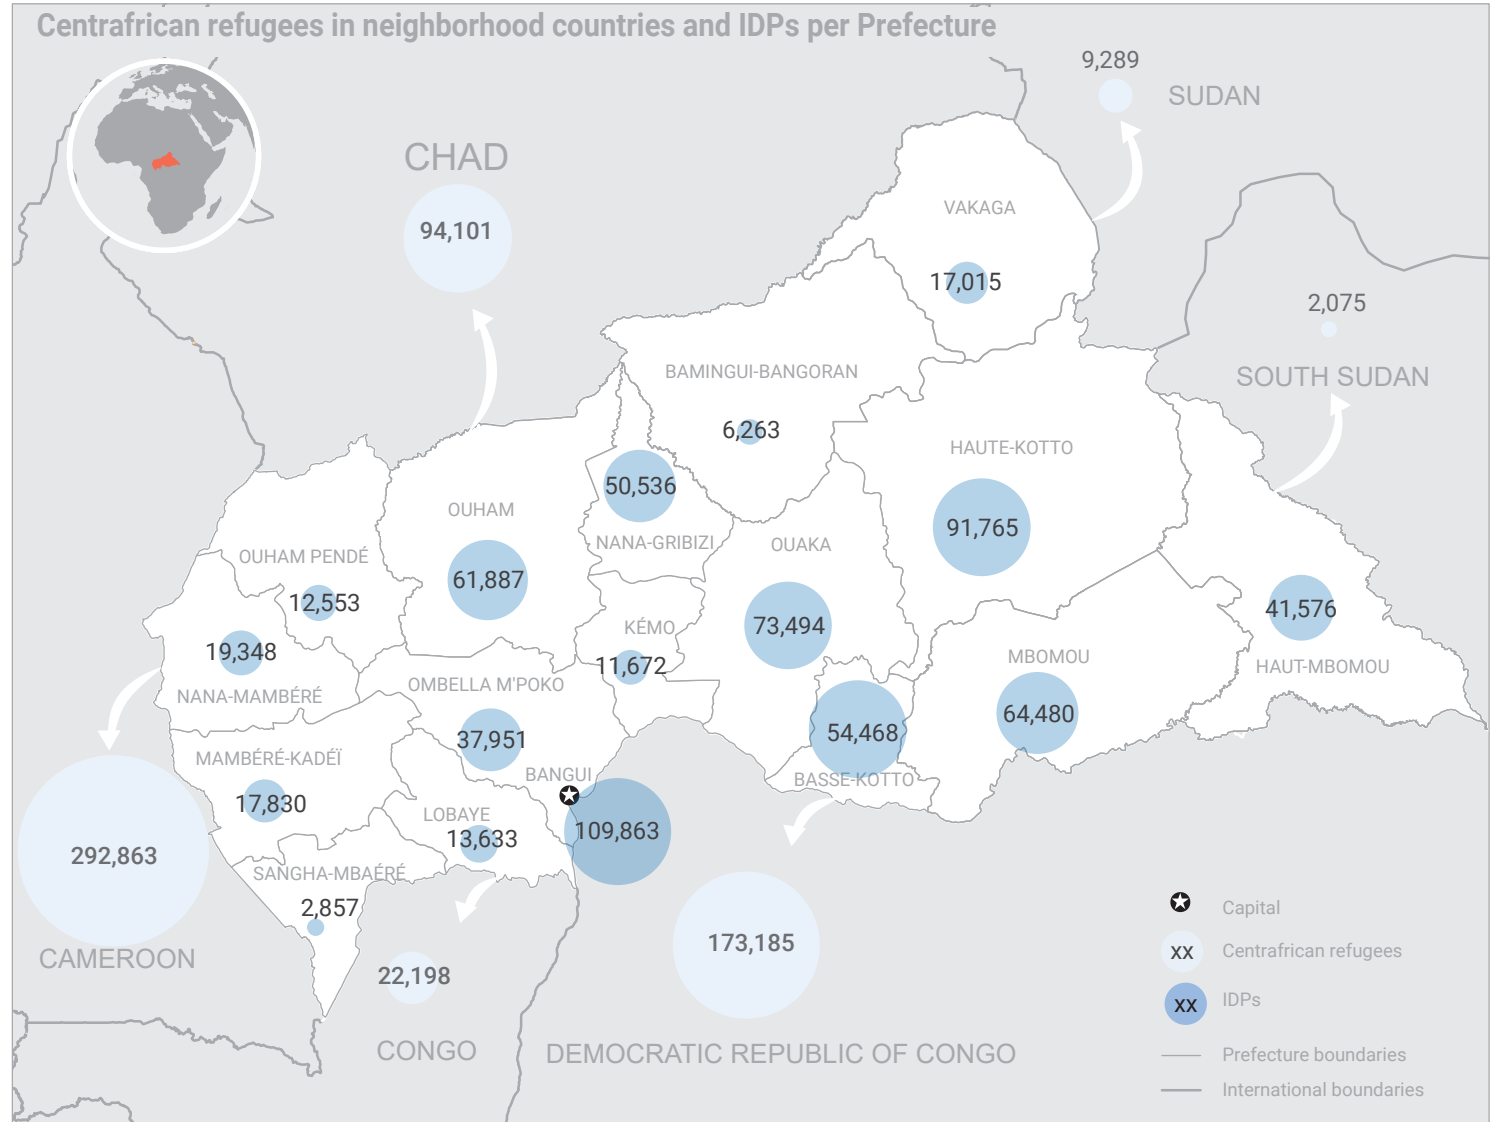 Centrafrican refugees in neighborhood countries and IDPs per Prefecture
9,289
SUDAN
CHAD
94,101
VAKAGA
17,015
2,075
SOUTH SUDAN
BAMINGUI-BANGORAN
6,263
HAUTE-KOTTO
91,765
50,536
NANA-GRIBIZI
OUHAM
61,887
OUAKA
73,494
OUHAM PENDÉ
12,553
19,348
NANA-MAMBÉRÉ
KÉMO
11,672
41,576
HAUT-MBOMOU
MBOMOU
64,480
OMBELLA M'POKO
37,951
54,468
BASSE-KOTTO
MAMBÉRÉ-KADEÏ
17,830
BANGUI
109,863
LOBAYE
13,633
292,863
CAMEROON
SANGHA-MBAÉRÉ
2,857
22,198
CONGO
173,185
DEMOCRATIC REPUBLIC OF CONGO
Capital
XX Centrafrican refugees
XX IDPs
Prefecture boundaries
International boundaries